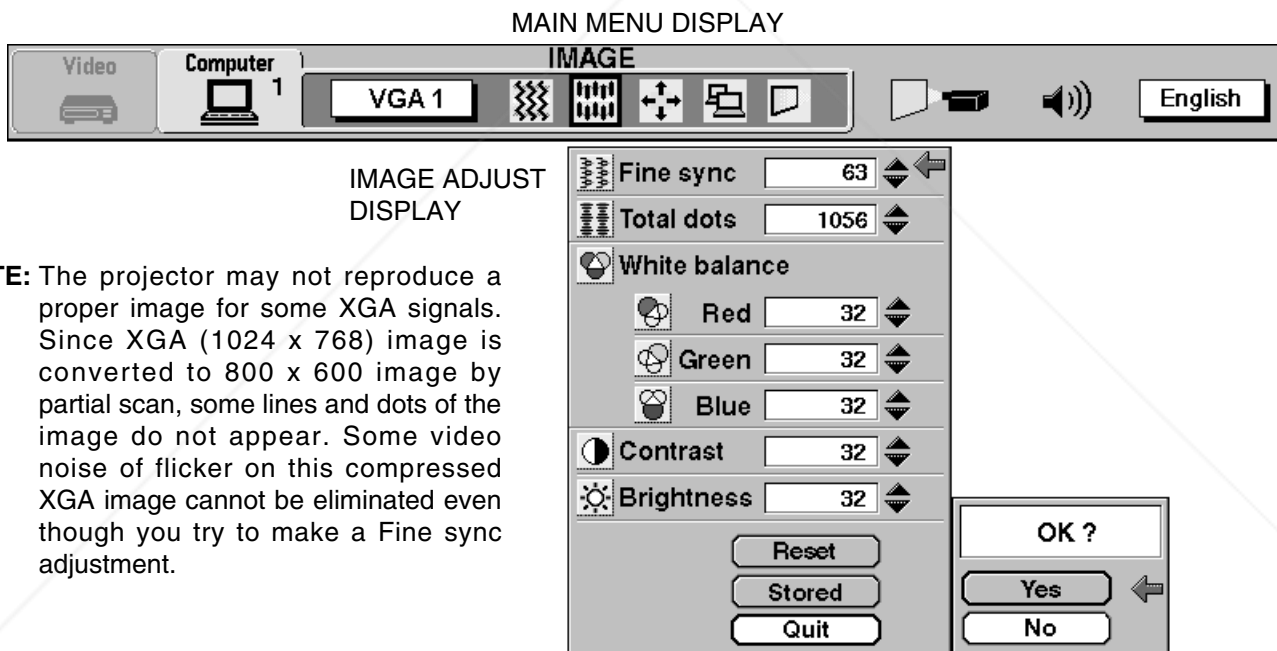 MAIN MENU DISPLAY
Video
Computer
1
IMAGE
VGA 1
English
IMAGE ADJUST
DISPLAY
TE: The projector may not reproduce a
proper image for some XGA signals.
Since XGA (1024 x 768) image is
converted to 800 x 600 image by
partial scan, some lines and dots of the
image do not appear. Some video
noise of flicker on this compressed
XGA image cannot be eliminated even
though you try to make a Fine sync
adjustment.
Fine sync 63
Total dots 1056
White balance
Red 32
Green 32
Blue 32
Contrast 32
Brightness 32
Reset
Stored
Quit
OK ?
Yes
No